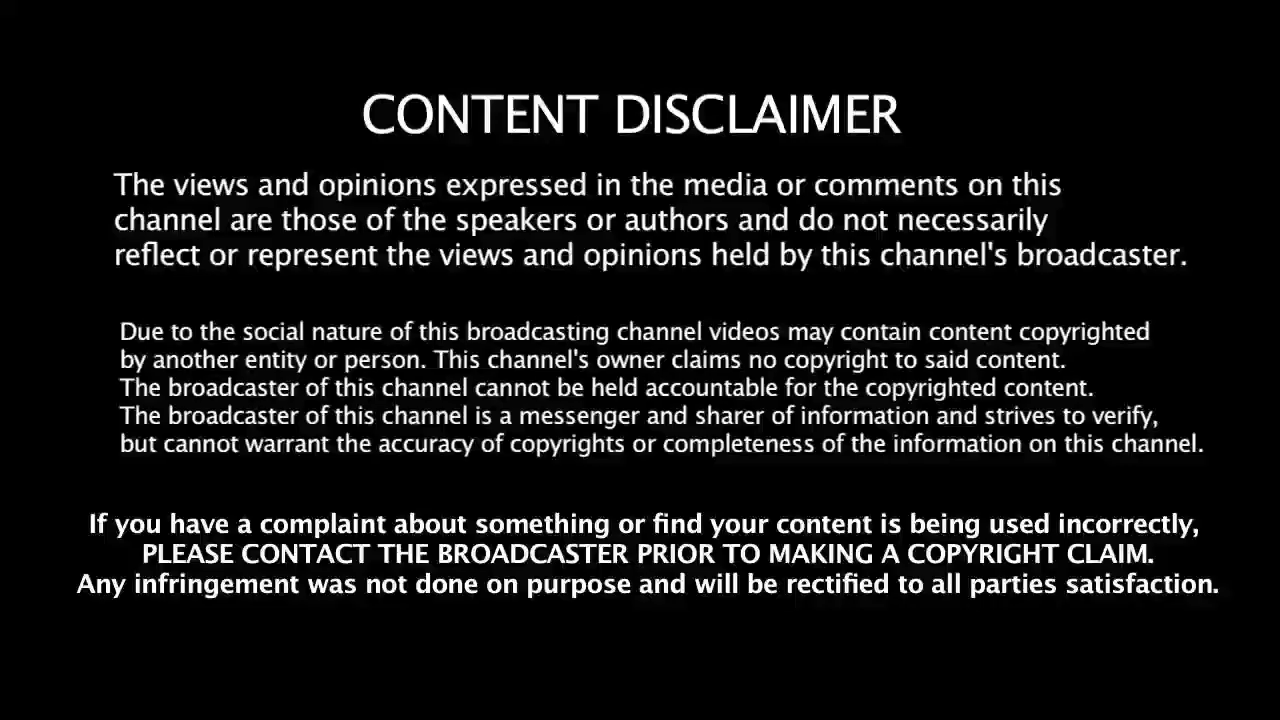 CONTENT DISCLAIMER
The views and opinions expressed in the media or comments on this
channel are those of the speakers or authors and do not necessarily
reflect or represent the views and opinions held by this channel's broadcaster.
Due to the social nature of this broadcasting channel videos may contain content copyrighted
by another entity or person. This channel's owner claims no copyright to said content.
The broadcaster of this channel cannot be held accountable for the copyrighted content.
The broadcaster of this channel is a messenger and sharer of information and strives to verify,
but cannot warrant the accuracy of copyrights or completeness of the information on this channel.
If you have a complaint about something or find your content is being used incorrectly,
PLEASE CONTACT THE BROADCASTER PRIOR TO MAKING A COPYRIGHT CLAIM.
Any infringement was not done on purpose and will be rectified to all parties satisfaction.